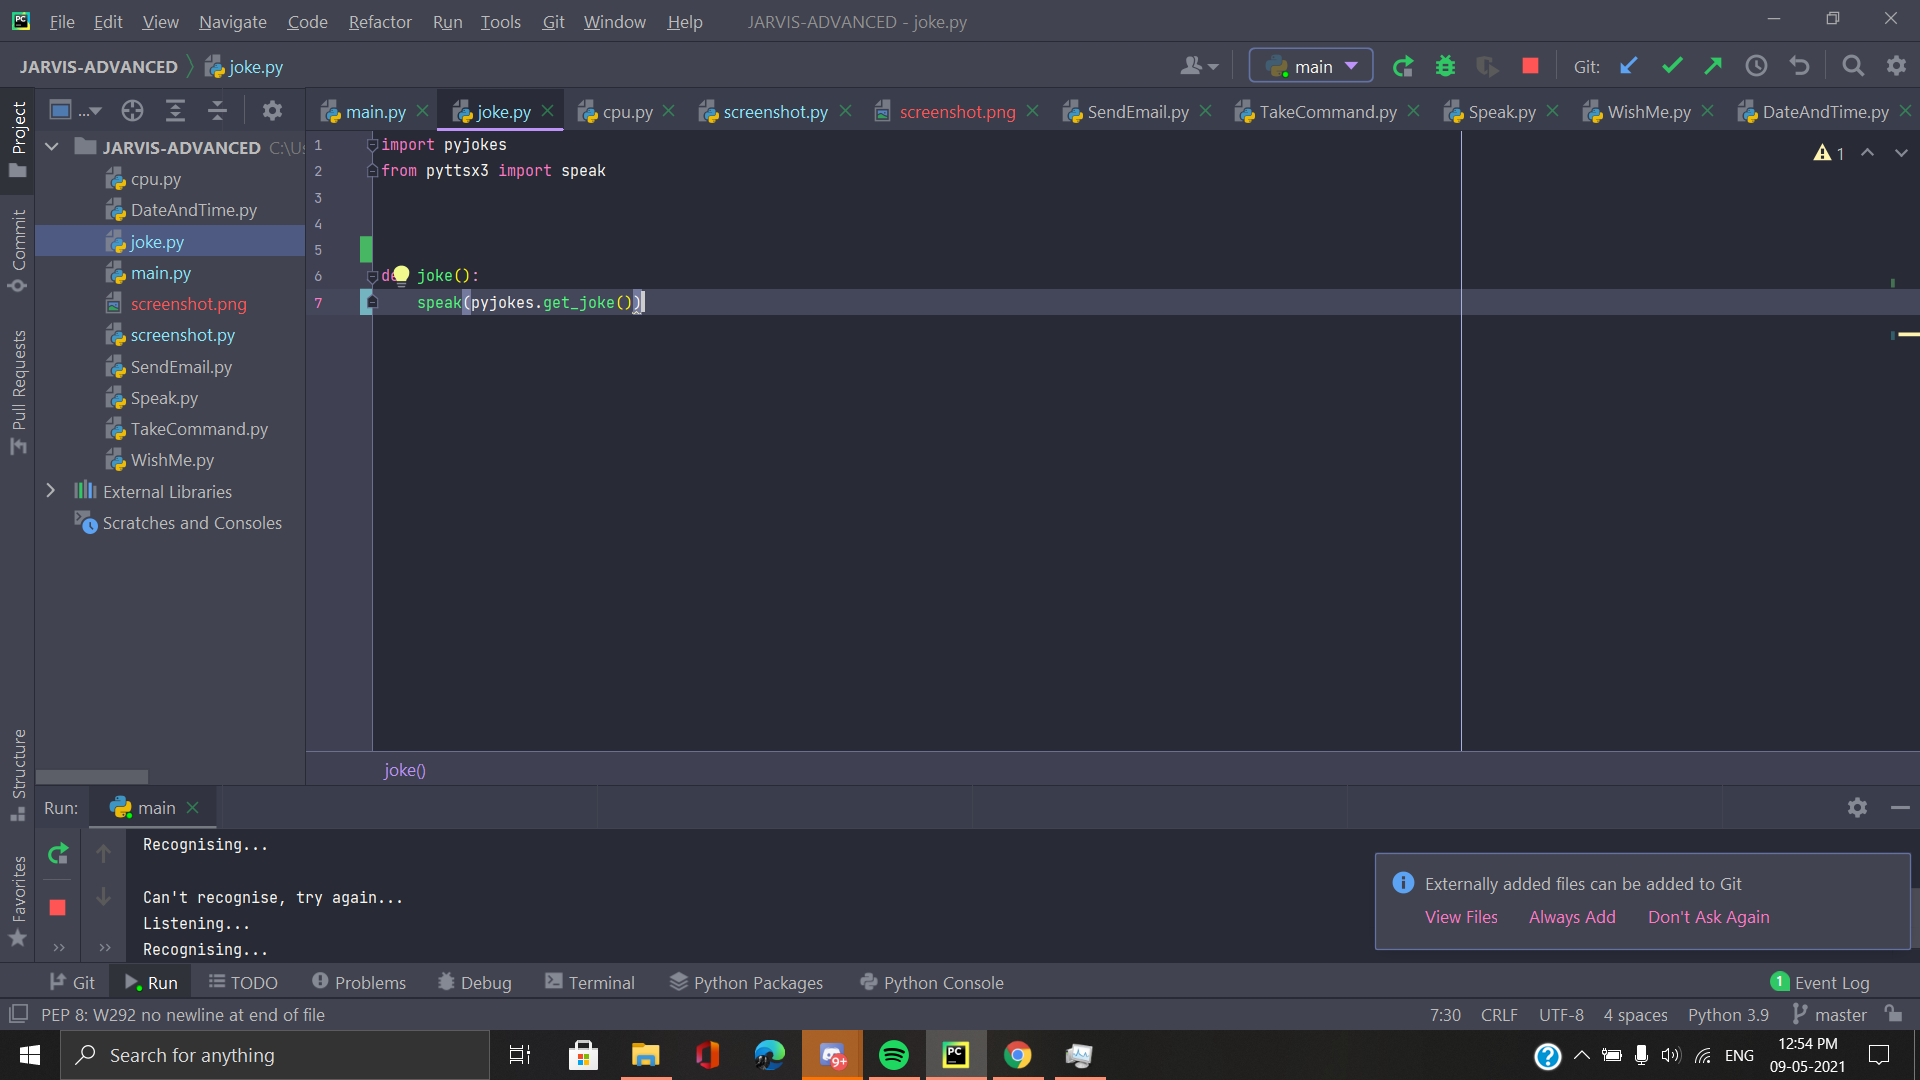 PC File Edit View Navigate Code Refactor Run Tools Git Window Help JARVIS-ADVANCED - joke.py
JARVIS-ADVANCED joke.py main Git:
... main.py joke.py cpu.py screenshot.py screenshot.png SendEmail.py TakeCommand.py Speak.py WishMe.py DateAndTime.py
Project
Commit
Pull Requests
Structure
Favorites
JARVIS-ADVANCED C:\Us
cpu.py
DateAndTime.py
joke.py
main.py
screenshot.png
screenshot.py
SendEmail.py
Speak.py
TakeCommand.py
WishMe.py
External Libraries
Scratches and Consoles
1 import pyjokes
2 from pyttsx3 import speak
3
4
5
6 de joke():
7 speak(pyjokes.get_joke())
1
joke()
Run: main
Recognising...
Can't recognise, try again...
Listening...
Recognising...
Externally added files can be added to Git
View Files Always Add Don't Ask Again
Git Run TODO Problems Debug Terminal Python Packages Python Console 1 Event Log
PEP 8: W292 no newline at end of file 7:30 CRLF UTF-8 4 spaces Python 3.9 master
Search for anything 9+ PC ENG 12:54 PM
09-05-2021